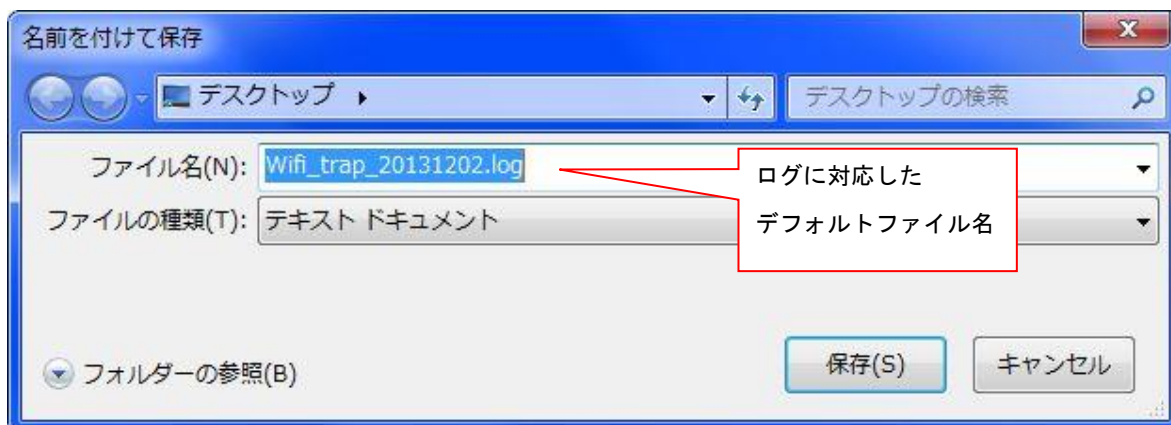 名前を付けて保存
デスクトップ
デスクトップの検索
ファイル名(N): Wifi_trap_20131202.log
ログに対応した
デフォルトファイル名
ファイルの種類(T): テキスト ドキュメント
フォルダーの参照(B)
保存(S)
キャンセル